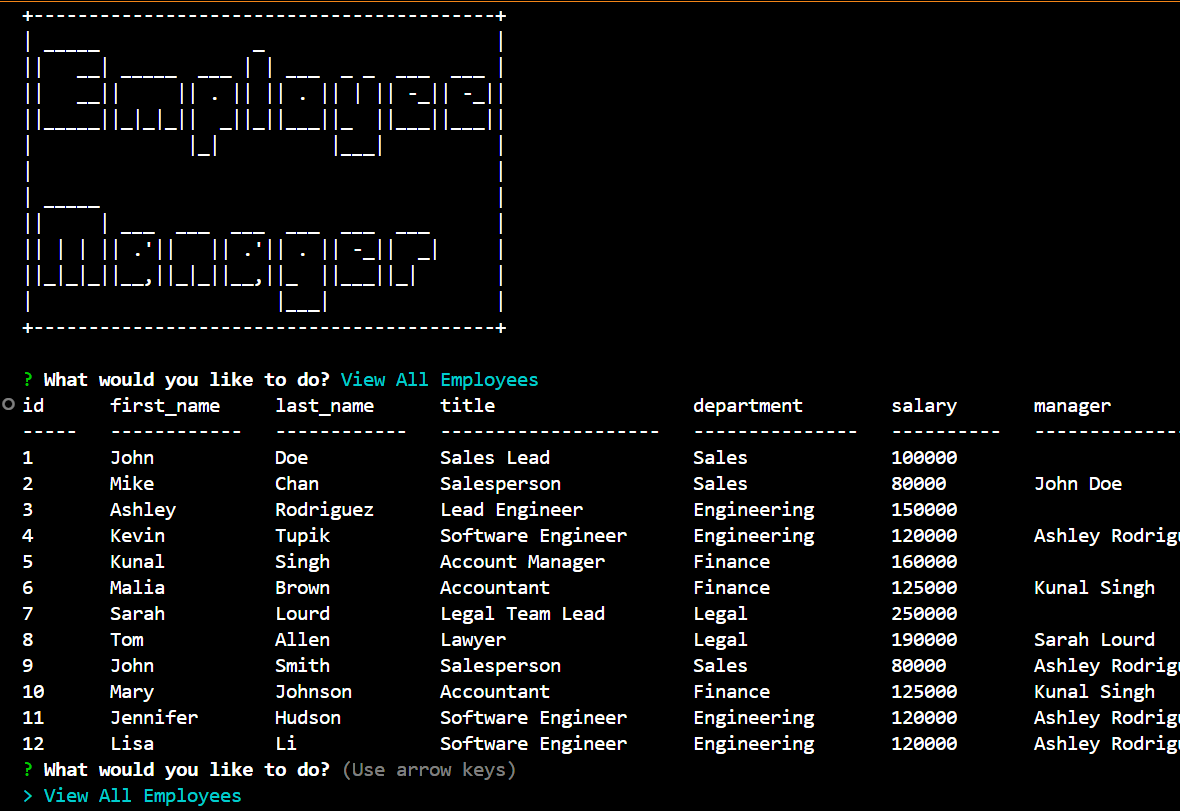 Employee
Manager
? What would you like to do? View All Employees
id first_name last_name title department salary manager
----- ------------ ------------ -------------------- --------------- ---------- --------------
1 John Doe Sales Lead Sales 100000
2 Mike Chan Salesperson Sales 80000 John Doe
3 Ashley Rodriguez Lead Engineer Engineering 150000
4 Kevin Tupik Software Engineer Engineering 120000 Ashley Rodrig
5 Kunal Singh Account Manager Finance 160000
6 Malia Brown Accountant Finance 125000 Kunal Singh
7 Sarah Lourd Legal Team Lead Legal 250000
8 Tom Allen Lawyer Legal 190000 Sarah Lourd
9 John Smith Salesperson Sales 80000 Ashley Rodrig
10 Mary Johnson Accountant Finance 125000 Kunal Singh
11 Jennifer Hudson Software Engineer Engineering 120000 Ashley Rodrig
12 Lisa Li Software Engineer Engineering 120000 Ashley Rodrig
? What would you like to do? (Use arrow keys)
> View All Employees